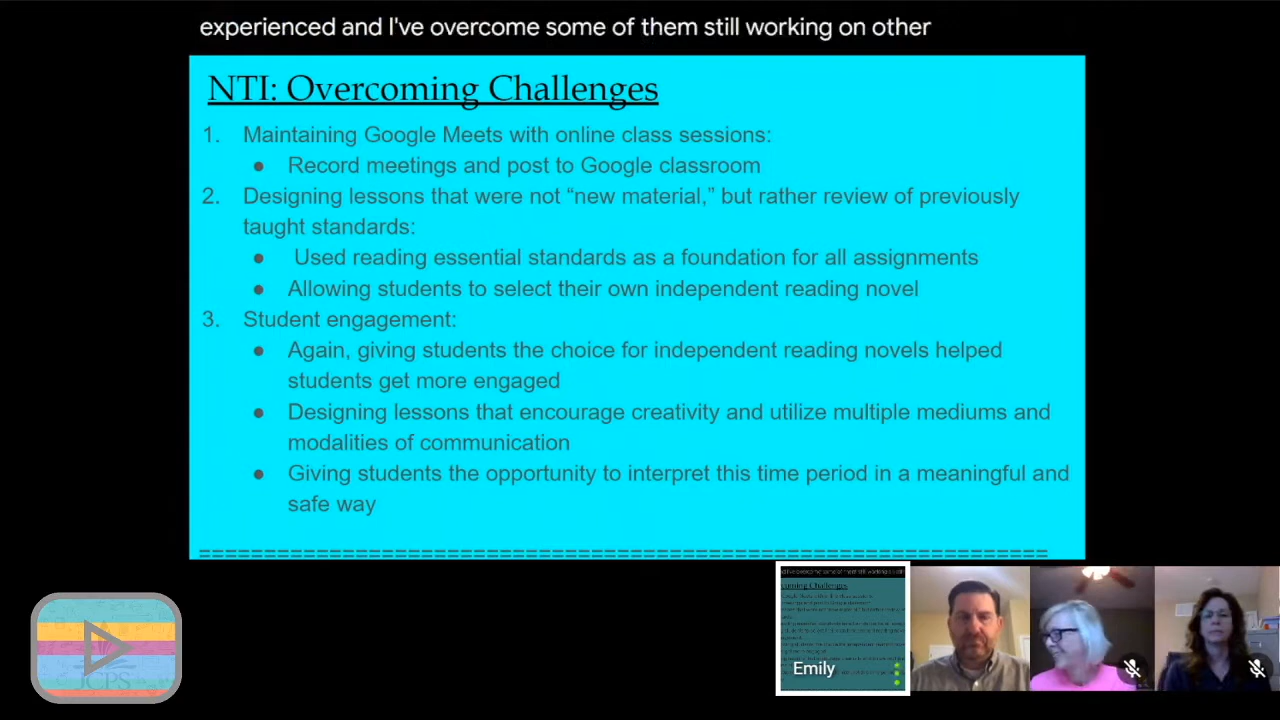 experienced and I've overcome some of them still working on other
NTI: Overcoming Challenges
1. Maintaining Google Meets with online class sessions:
● Record meetings and post to Google classroom
2. Designing lessons that were not “new material,” but rather review of previously
taught standards:
● Used reading essential standards as a foundation for all assignments
● Allowing students to select their own independent reading novel
3. Student engagement:
● Again, giving students the choice for independent reading novels helped
students get more engaged
● Designing lessons that encourage creativity and utilize multiple mediums and
modalities of communication
● Giving students the opportunity to interpret this time period in a meaningful and
safe way
Emily
JCPS